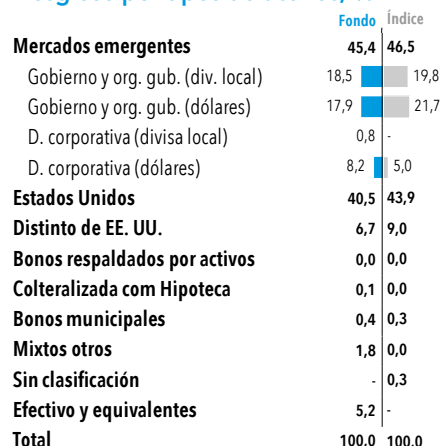 Fondo Índice
Mercados emergentes 45,4 46,5
Gobierno y org. gub. (div. local) 18,5 19,8
Gobierno y org. gub. (dólares) 17,9 21,7
D. corporativa (divisa local) 0,8 -
D. corporativa (dólares) 8,2 5,0
Estados Unidos 40,5 43,9
Distinto de EE. UU. 6,7 9,0
Bonos respaldados por activos 0,0 0,0
Colteralizada com Hipoteca 0,1 0,0
Bonos municipales 0,4 0,3
Mixtos otros 1,8 0,0
Sin clasificación - 0,3
Efectivo y equivalentes 5,2 -
Total 100,0 100,0